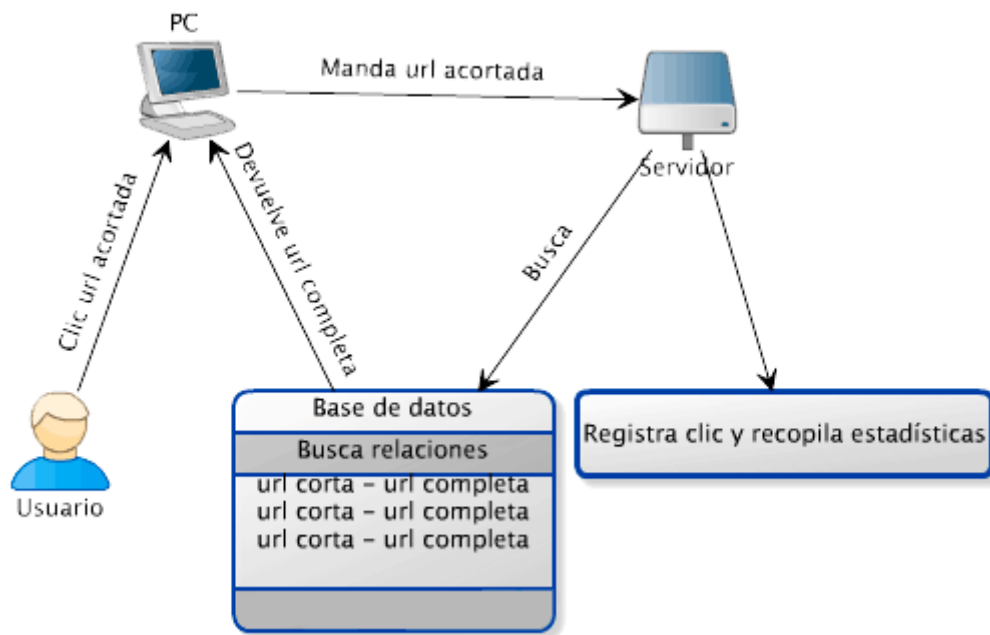 PC
Manda url acortada
Servidor
Clic url acortada
Devuelve url completa
Busca
Usuario
Base de datos
Busca relaciones
url corta – url completa
url corta – url completa
url corta – url completa
Registra clic y recopila estadísticas